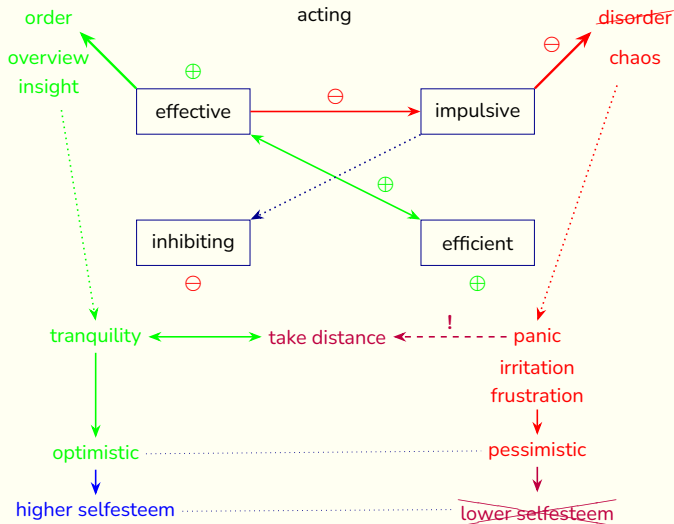 order
acting
disorder
overview
insight
chaos
⊕
⊖
⊖
effective
impulsive
⊕
inhibiting
efficient
⊖
⊕
tranquility
take distance
!
panic
irritation
frustration
optimistic
pessimistic
higher selfesteem
lower selfesteem